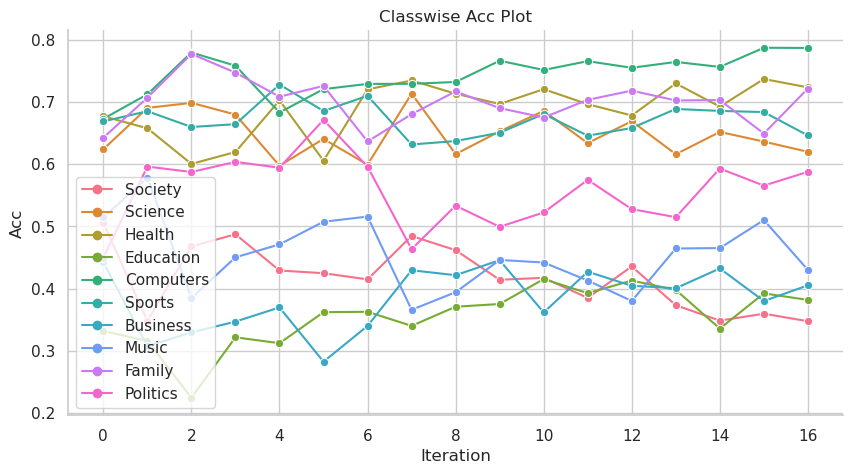 Classwise Acc Plot
0.8
0.7
0.6
0.5
0.4
0.3
0.2
Acc
Society
Science
Health
Education
Computers
Sports
Business
Music
Family
Politics
0 2 4 6 8 10 12 14 16
Iteration